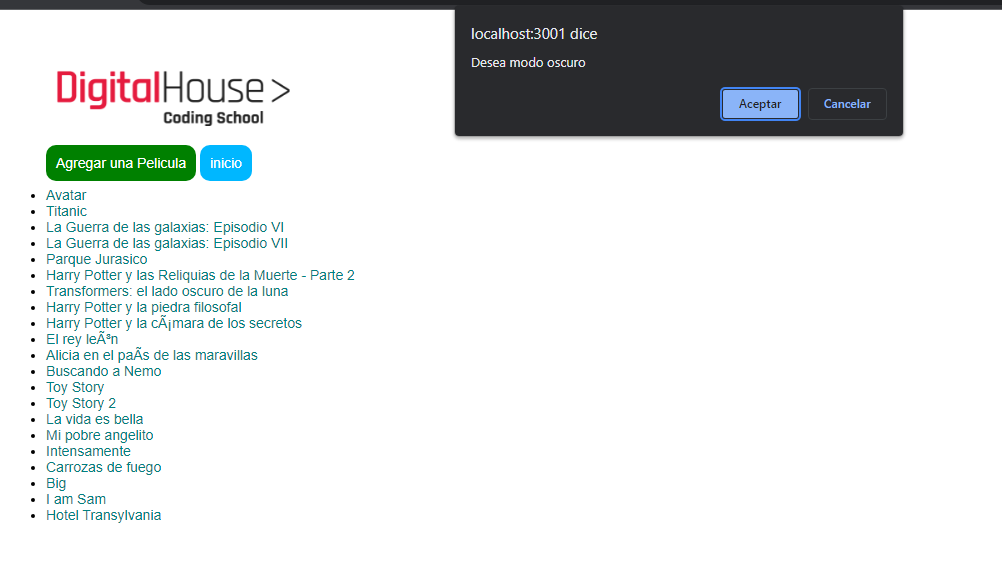 localhost:3001 dice
Desea modo oscuro
Aceptar Cancelar
DigitalHouse>
Coding School
Agregar una Pelicula inicio
Avatar
Titanic
La Guerra de las galaxias: Episodio VI
La Guerra de las galaxias: Episodio VII
Parque Jurasico
Harry Potter y las Reliquias de la Muerte - Parte 2
Transformers: el lado oscuro de la luna
Harry Potter y la piedra filosofal
Harry Potter y la cÃ¡mara de los secretos
El rey leÃ³n
Alicia en el paÃs de las maravillas
Buscando a Nemo
Toy Story
Toy Story 2
La vida es bella
Mi pobre angelito
Intensamente
Carrozas de fuego
Big
I am Sam
Hotel Transylvania